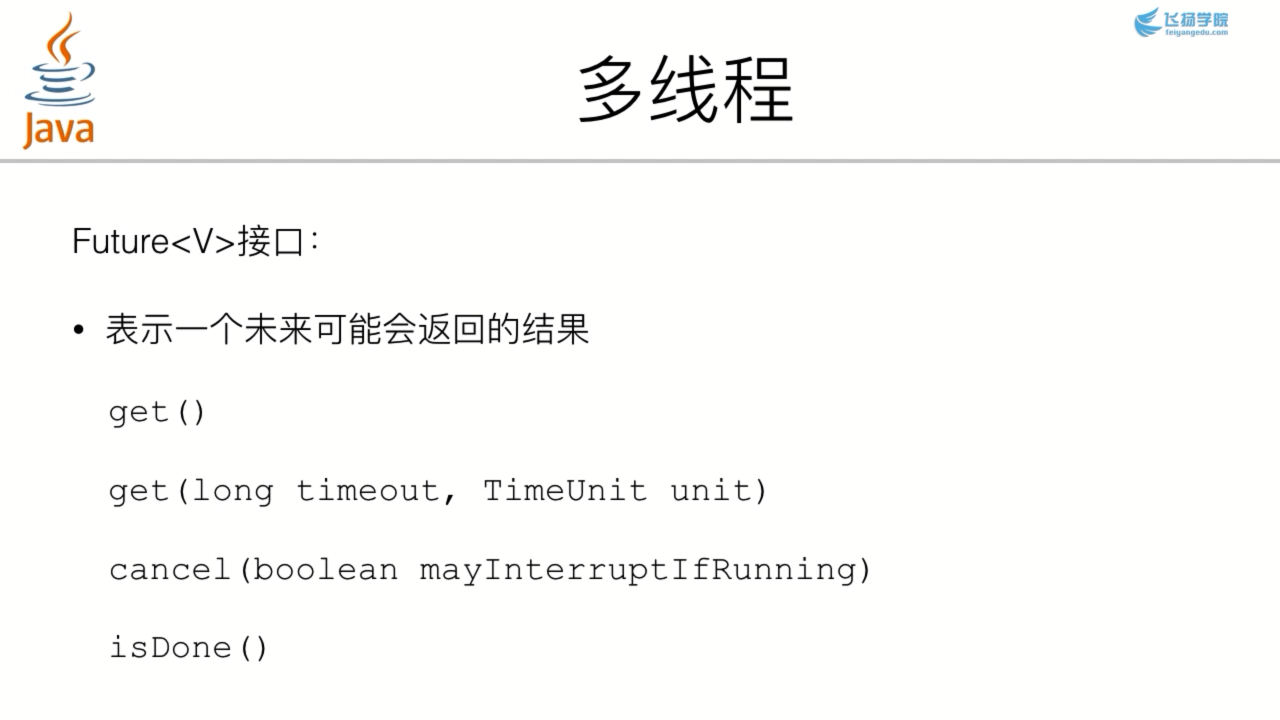 Java
飞扬学院
feiyangedu.com
多线程
Future<V>接口:
• 表示一个未来可能会返回的结果
get()
get(long timeout, TimeUnit unit)
cancel(boolean mayInterruptIfRunning)
isDone()